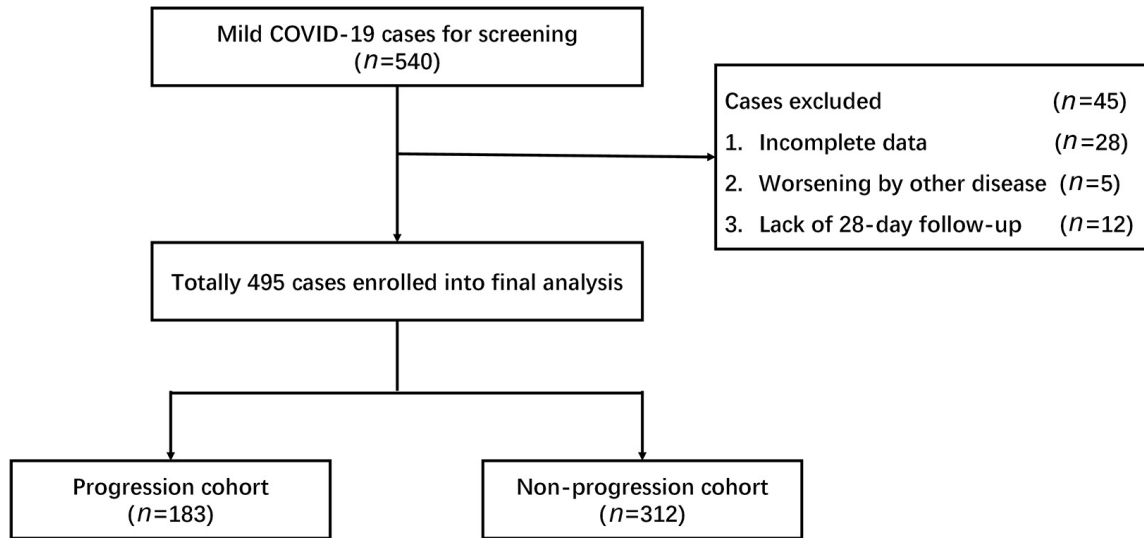 Mild COVID-19 cases for screening
(n=540)
Cases excluded (n=45)
1. Incomplete data (n=28)
2. Worsening by other disease (n=5)
3. Lack of 28-day follow-up (n=12)
Totally 495 cases enrolled into final analysis
Progression cohort
(n=183)
Non-progression cohort
(n=312)